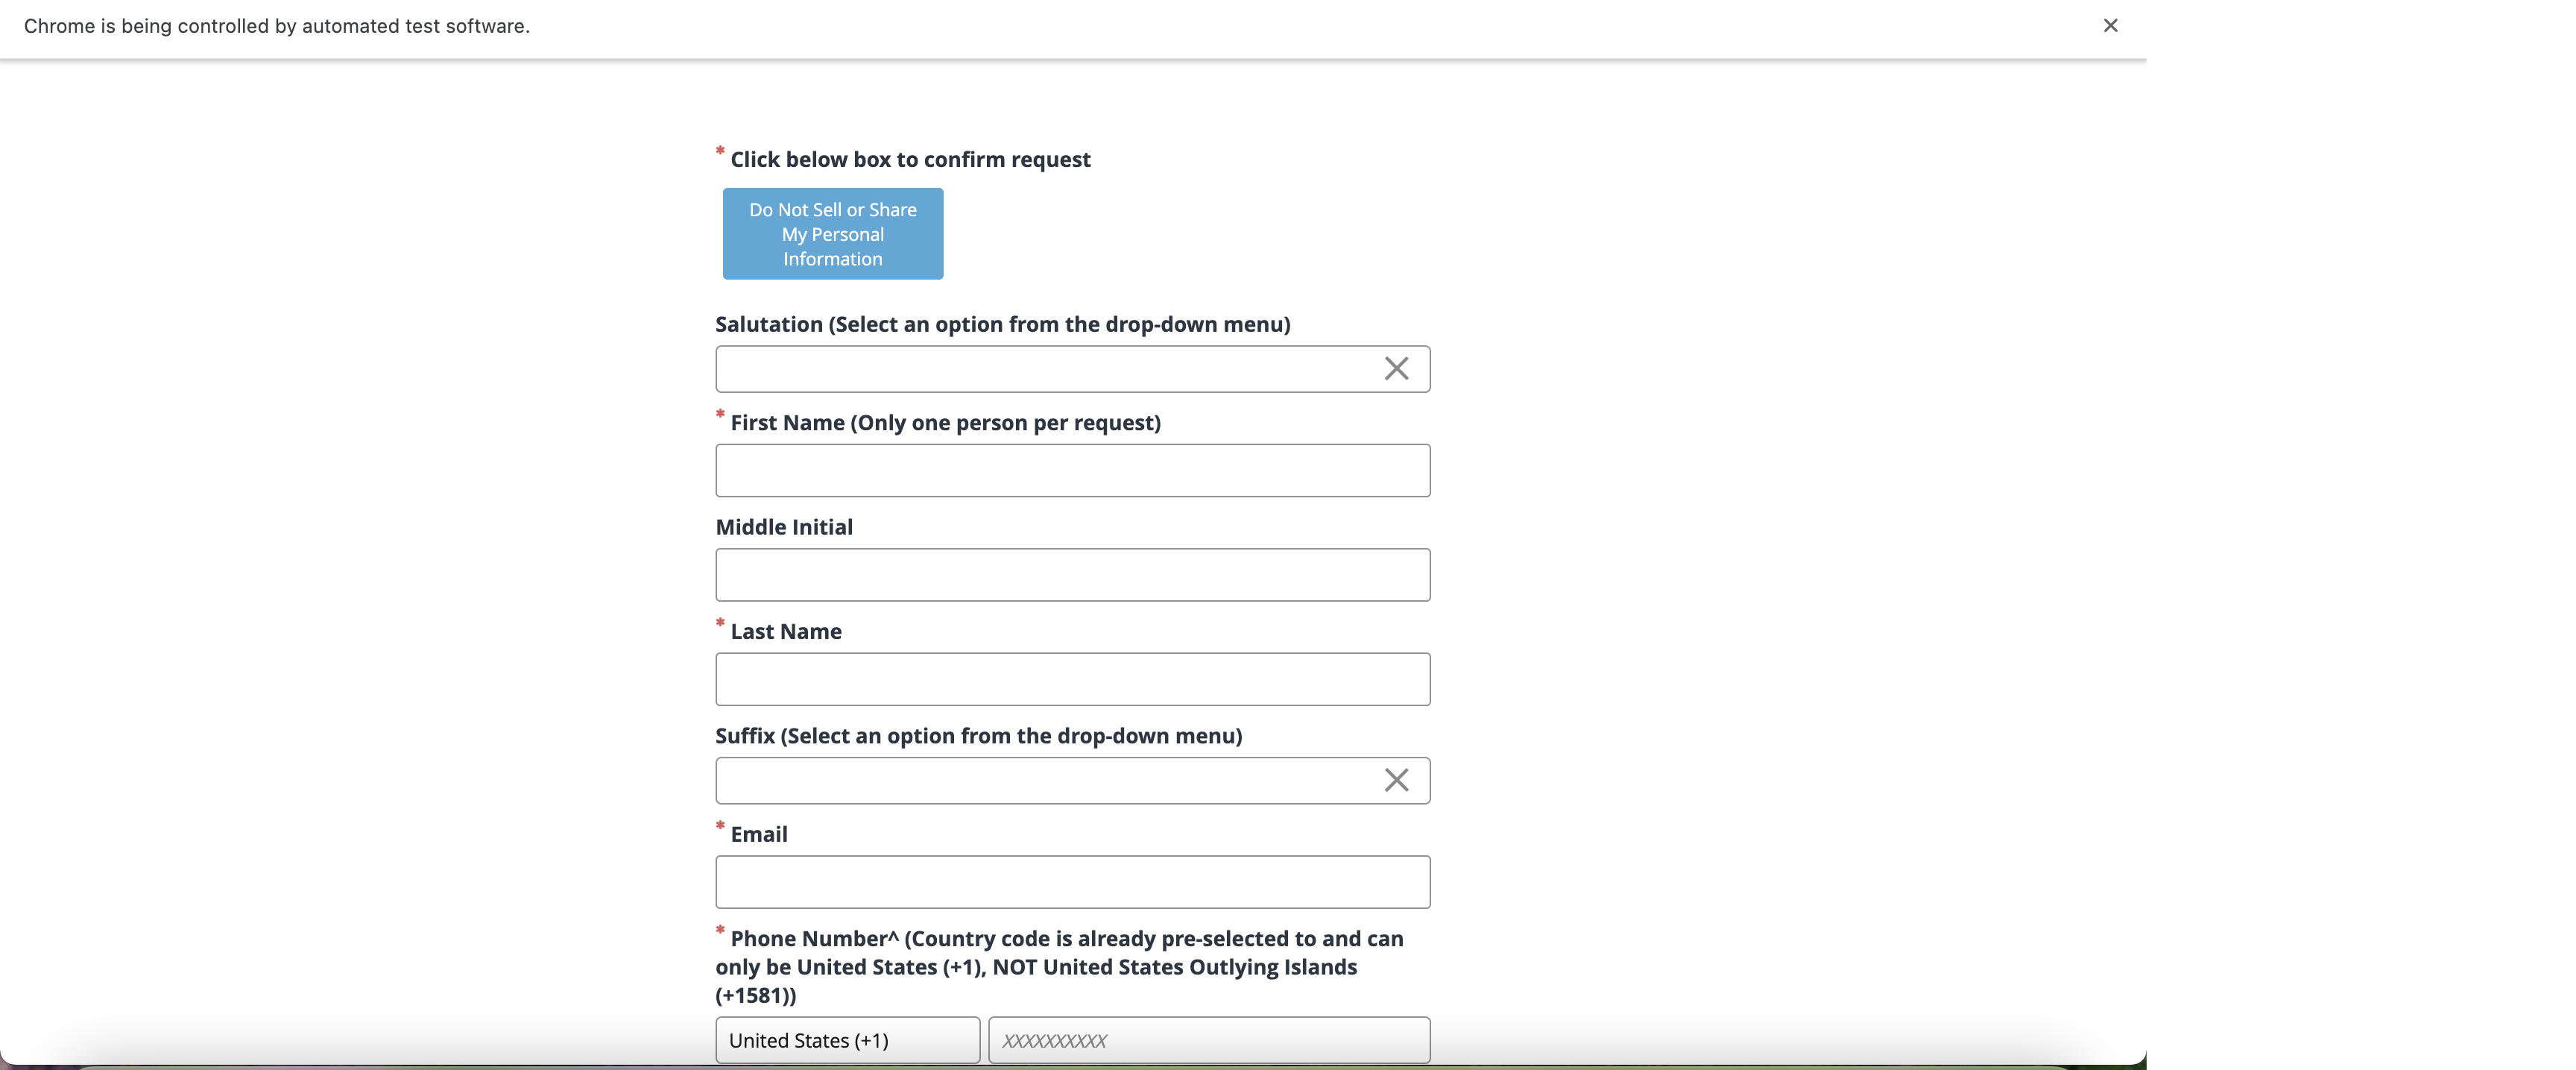 Chrome is being controlled by automated test software.
* Click below box to confirm request
Do Not Sell or Share
My Personal
Information
Salutation (Select an option from the drop-down menu)
* First Name (Only one person per request)
Middle Initial
* Last Name
Suffix (Select an option from the drop-down menu)
* Email
* Phone Number^ (Country code is already pre-selected to and can
only be United States (+1), NOT United States Outlying Islands
(+1581))
United States (+1) XXXXXXXXXX